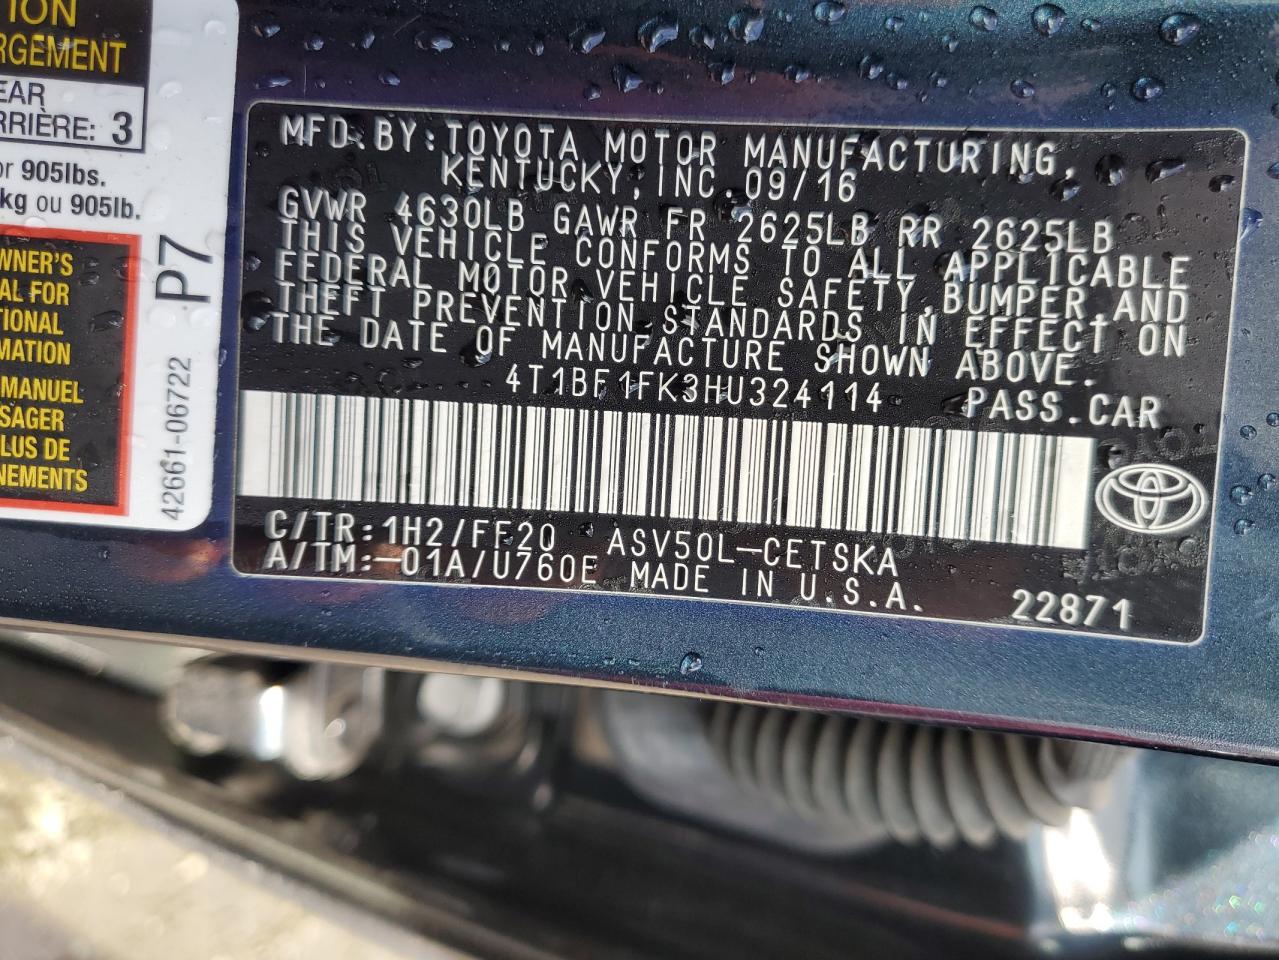 ION
RGEMENT
EAR
RRIÈRE: 3
or 905lbs.
kg ou 905lb.
WNER'S
AL FOR
TIONAL
MATION
MANUEL
SAGER
LUS DE
NEMENTS
42661-06722 P7
MFD. BY: TOYOTA MOTOR MANUFACTURING,
KENTUCKY, INC 09/16
GVWR 4630LB GAWR FR 2625LB RR 2625LB
THIS VEHICLE CONFORMS TO ALL APPLICABLE
FEDERAL MOTOR VEHICLE SAFETY, BUMPER, AND
THEFT PREVENTION STANDARDS IN EFFECT ON
THE DATE OF MANUFACTURE SHOWN ABOVE.
4T1BF1FK3HU324114 PASS.CAR
C/TR: 1H2/FF20 ASV50L-CETSKA
A/TM: -01A/U760E MADE IN U.S.A.
22871